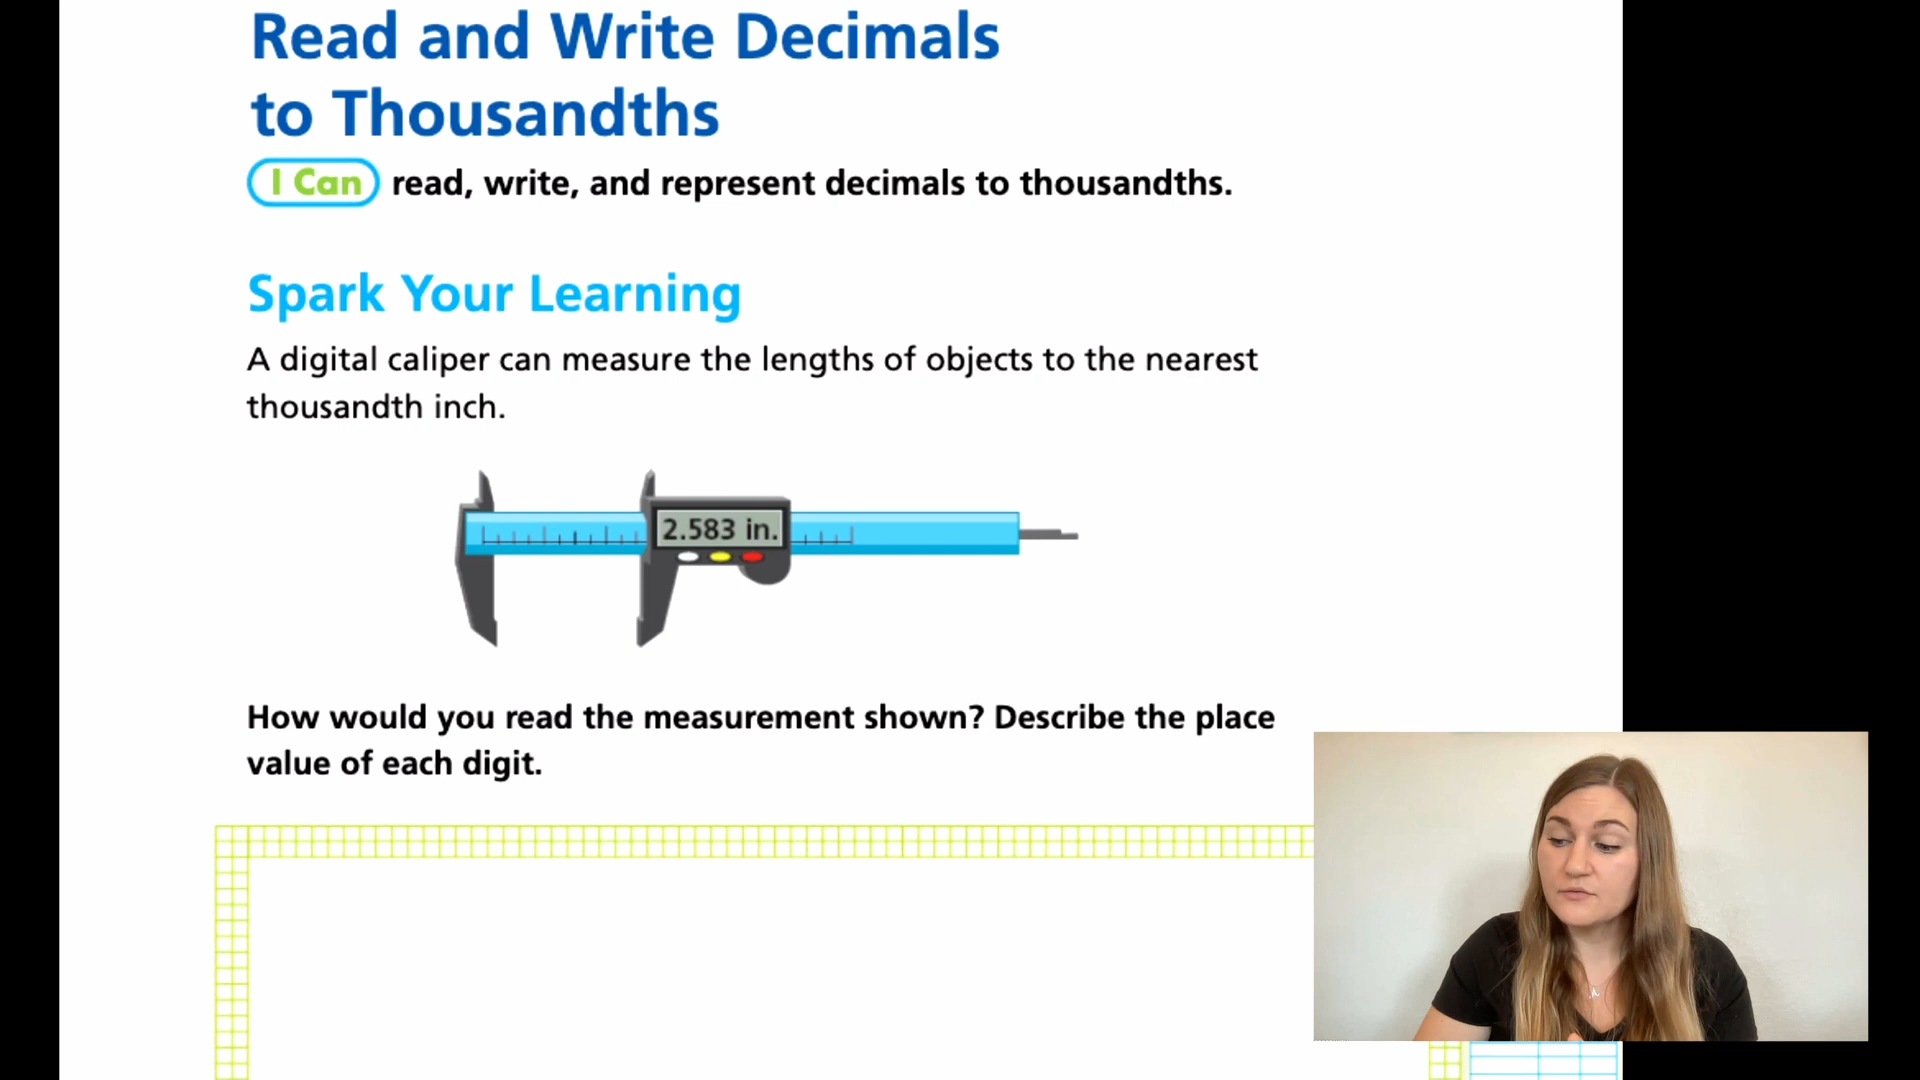 Read and Write Decimals
to Thousandths
I Can read, write, and represent decimals to thousandths.
Spark Your Learning
A digital caliper can measure the lengths of objects to the nearest
thousandth inch.
2.583 in.
How would you read the measurement shown? Describe the place
value of each digit.